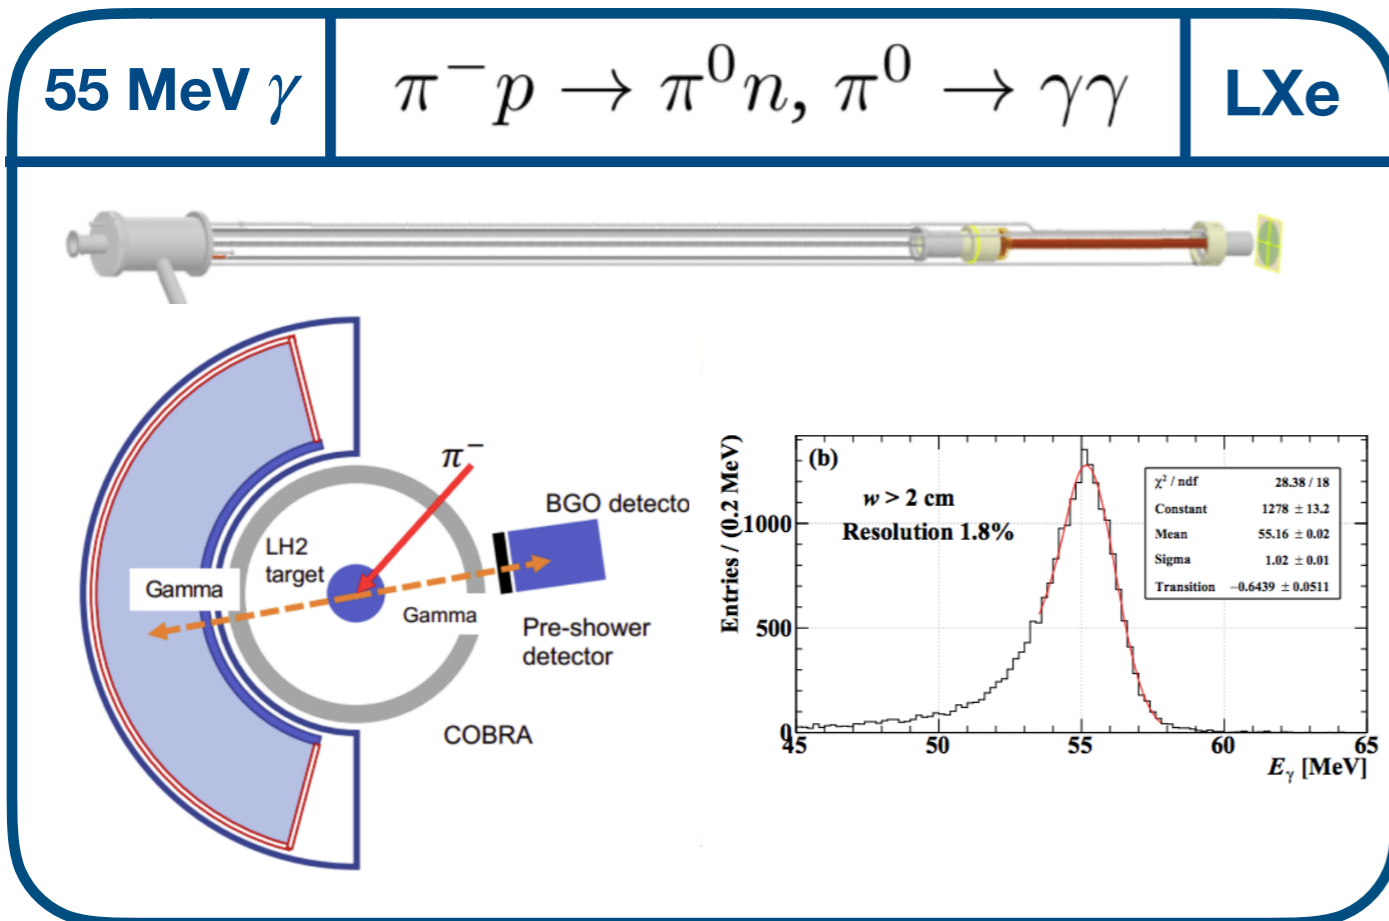 55 MeV γ
π⁻p → π⁰n, π⁰ → γγ
LXe
π⁻
BGO detecto
LH2
target
Gamma
Gamma
Pre-shower
detector
COBRA
(b)
w > 2 cm
Resolution 1.8%
χ² / ndf 28.38 / 18
Constant 1278 ± 13.2
Mean 55.16 ± 0.02
Sigma 1.02 ± 0.01
Transition −0.6439 ± 0.0511
Entries / (0.2 MeV)
1000
500
0
45 50 55 60 65
Eγ [MeV]